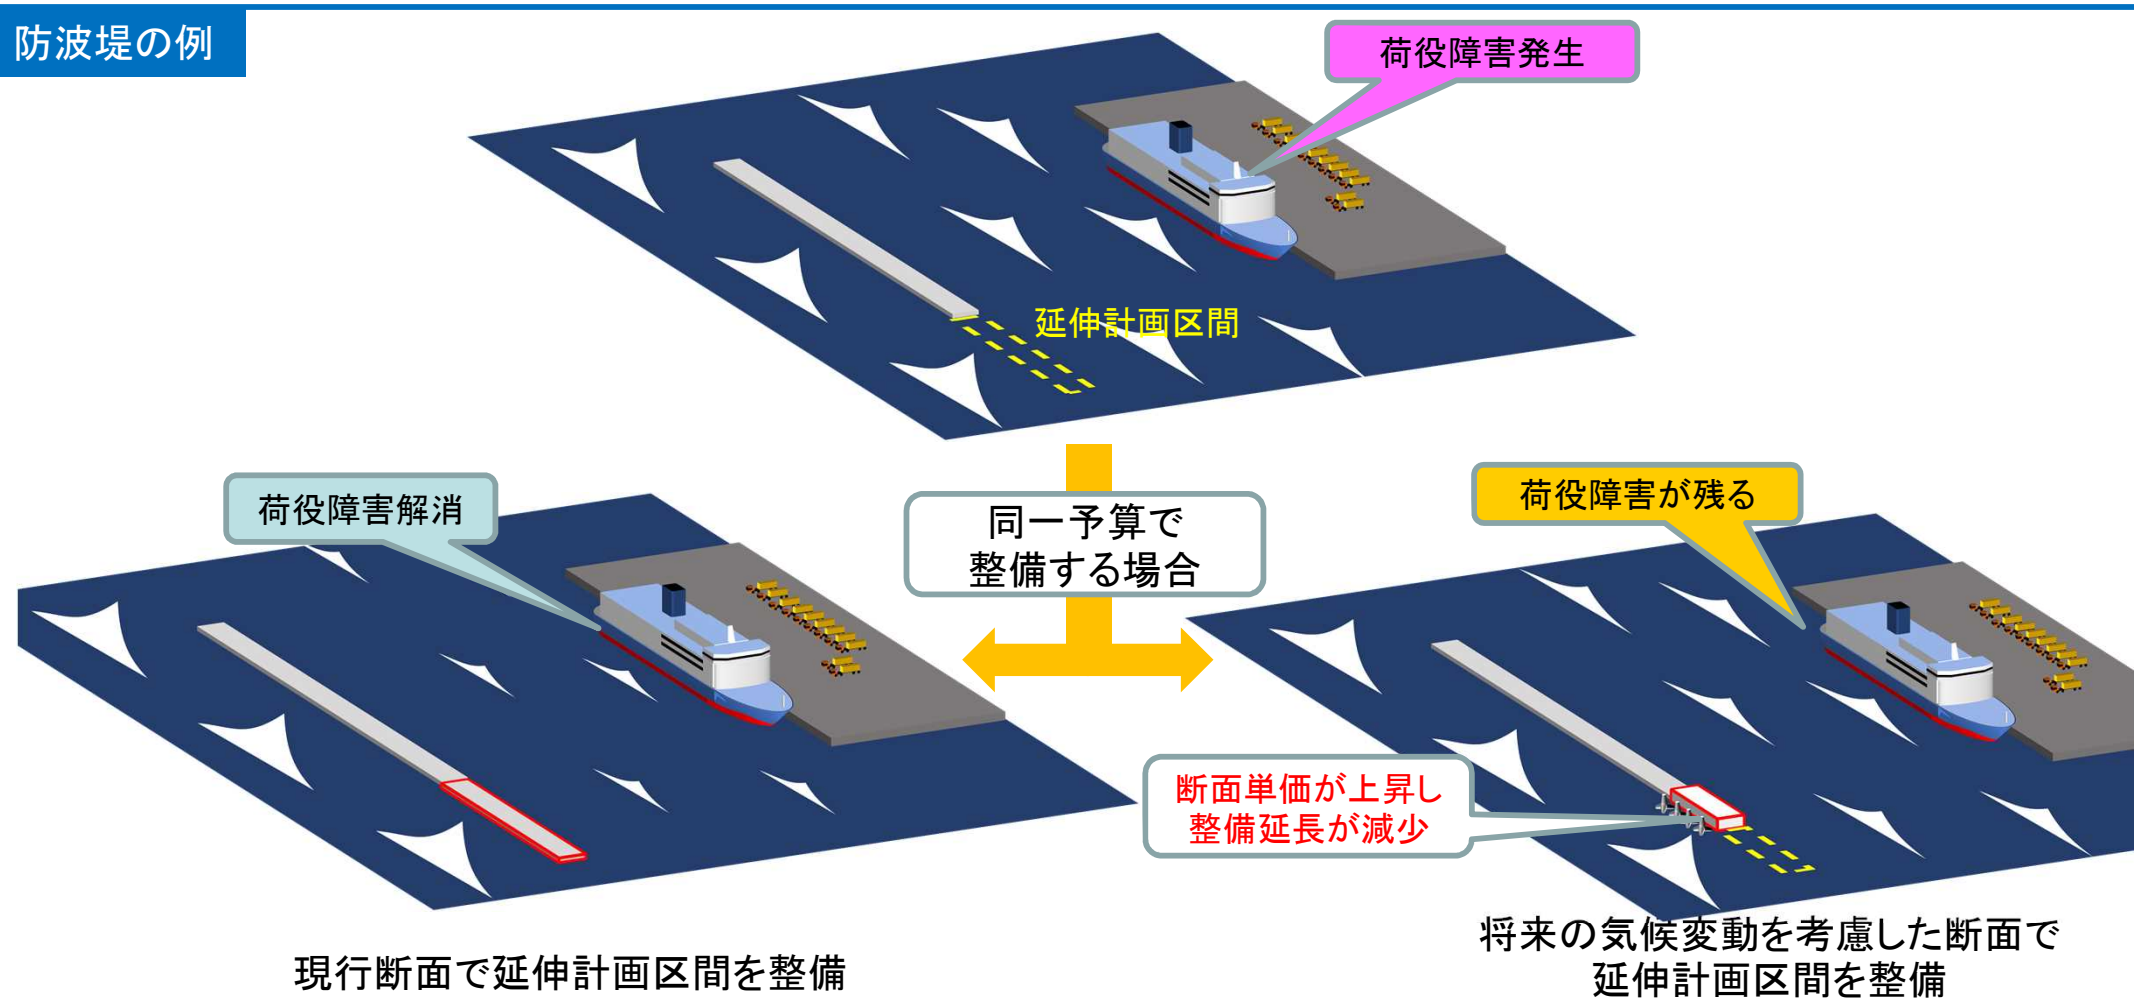 防波堤の例
荷役障害発生
延伸計画区間
荷役障害解消
同一予算で
整備する場合
荷役障害が残る
断面単価が上昇し
整備延長が減少
現行断面で延伸計画区間を整備
将来の気候変動を考慮した断面で
延伸計画区間を整備